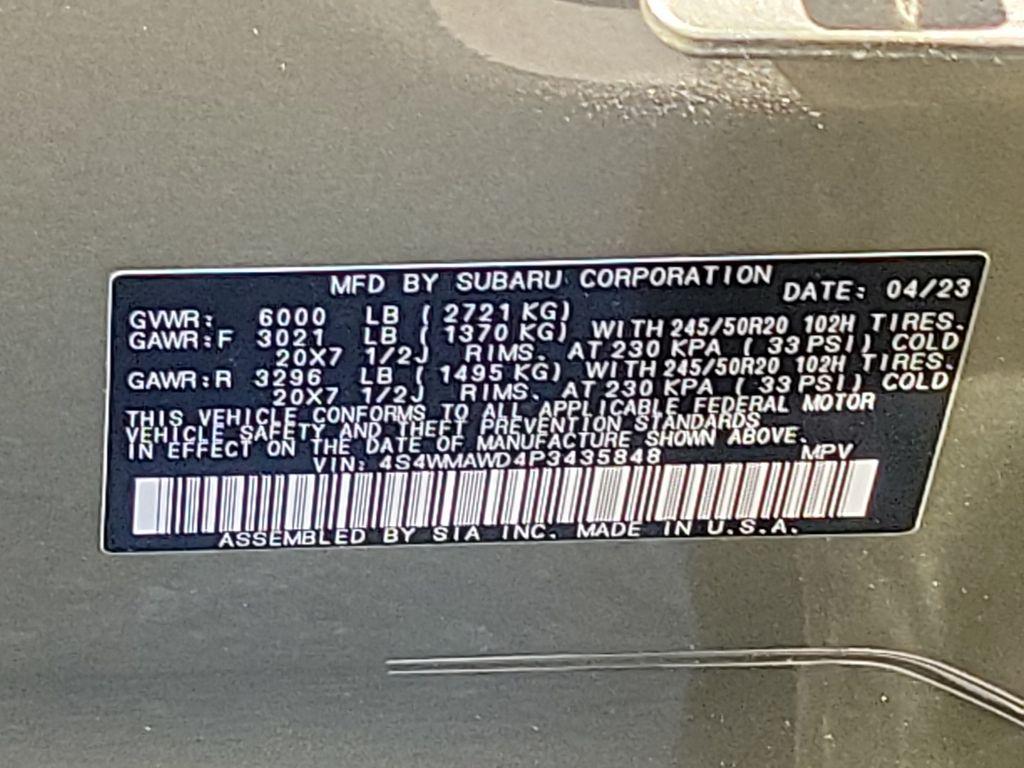 MFD BY SUBARU CORPORATION
DATE: 04/23
GVWR: 6000 LB ( 2721 KG)
GAWR:F 3021 LB ( 1370 KG) WITH 245/50R20 102H TIRES.
20X7 1/2J RIMS. AT 230 KPA ( 33 PSI) COLD
GAWR:R 3296 LB ( 1495 KG) WITH 245/50R20 102H TIRES.
20X7 1/2J RIMS. AT 230 KPA ( 33 PSI) COLD
THIS VEHICLE CONFORMS TO ALL APPLICABLE FEDERAL MOTOR
VEHICLE SAFETY AND THEFT PREVENTION STANDARDS
IN EFFECT ON THE DATE OF MANUFACTURE SHOWN ABOVE.
VIN: 4S4WMAWD4P3435848 MPV
ASSEMBLED BY SIA INC. MADE IN U.S.A.